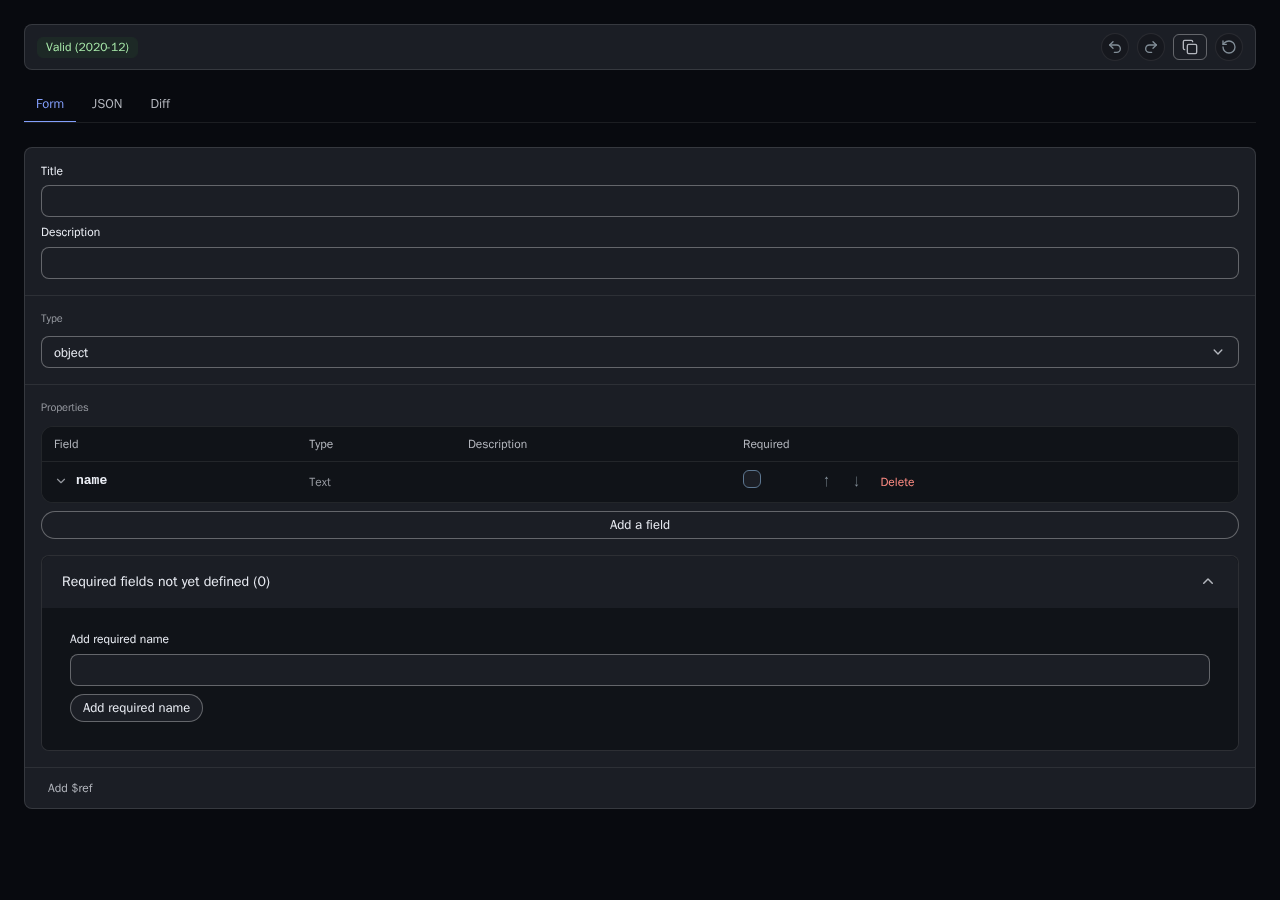 Valid (2020-12)
Form JSON Diff
Title
Description
Type
object
Properties
Field Type Description Required
name Text ↑ ↓ Delete
Add a field
Required fields not yet defined (0)
Add required name
Add required name
Add $ref